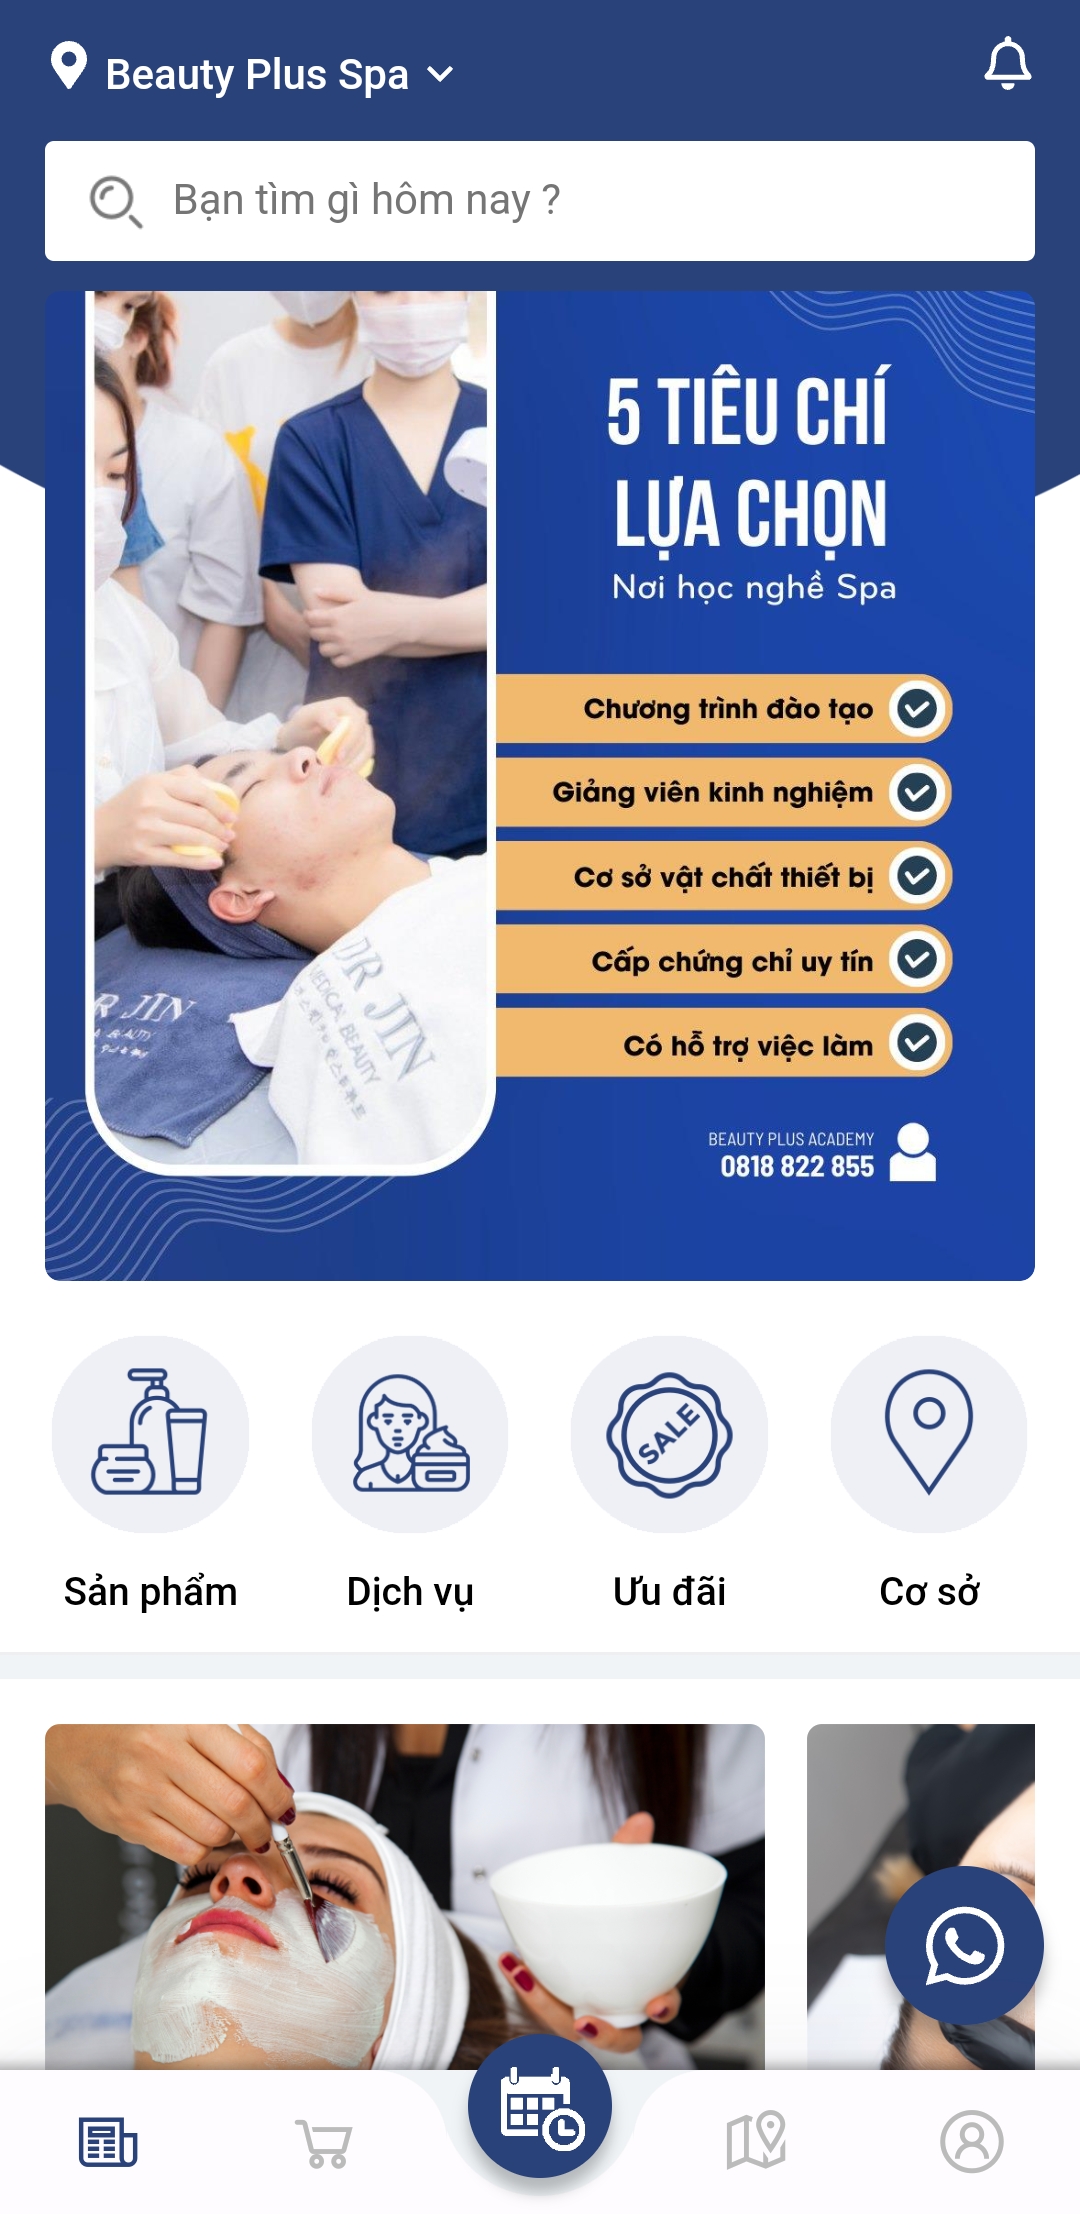 Beauty Plus Spa
Bạn tìm gì hôm nay ?
5 TIÊU CHÍ
LỰA CHỌN
Nơi học nghề Spa
Chương trình đào tạo
Giảng viên kinh nghiệm
Cơ sở vật chất thiết bị
Cấp chứng chỉ uy tín
Có hỗ trợ việc làm
DR JIN
MEDICAL BEAUTY
R JIN
BEAUTY PLUS ACADEMY
0818 822 855
SALE
Sản phẩm
Dịch vụ
Ưu đãi
Cơ sở